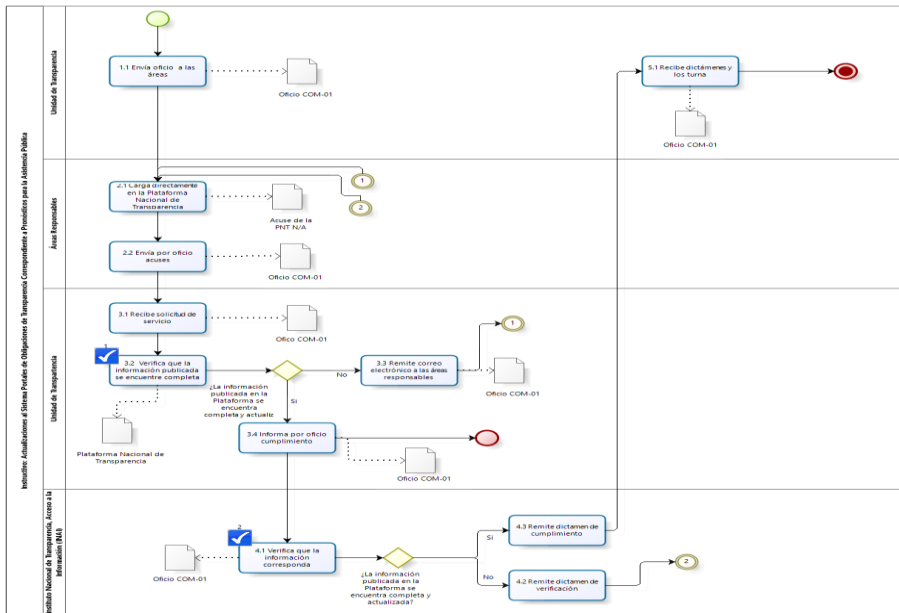 Instructivo: Actualizaciones al Sistema Portales de Obligaciones de Transparencia Correspondiente a Pronósticos para la Asistencia Pública
Unidad de Transparencia
1.1 Envía oficio a las
áreas
Oficio COM-01
5.1 Recibe dictámenes y
los turna
Oficio COM-01
Áreas Responsables
1
2
2.1 Carga directamente
en la Plataforma
Nacional de
Transparencia
Acuse de la
PNT N/A
2.2 Envía por oficio
acuses
Oficio COM-01
Unidad de Transparencia
3.1 Recibe solicitud de
servicio
Oficio COM-01
1
3.2 Verifica que la
información publicada
se encuentre completa
Plataforma Nacional de
Transparencia
¿La información
publicada en la
Plataforma se
encuentra
completa y actualiz
No
Si
3.3 Remite correo
electrónico a las áreas
responsables
1
Oficio COM-01
3.4 Informa por oficio
cumplimiento
Oficio COM-01
Instituto Nacional de Transparencia, Acceso a la
Información (INAI)
2
4.1 Verifica que la
información
corresponda
Oficio COM-01
¿La información
publicada en la
Plataforma se
encuentra completa y
actualizada?
Si
No
4.3 Remite dictamen de
cumplimiento
4.2 Remite dictamen de
verificación
2